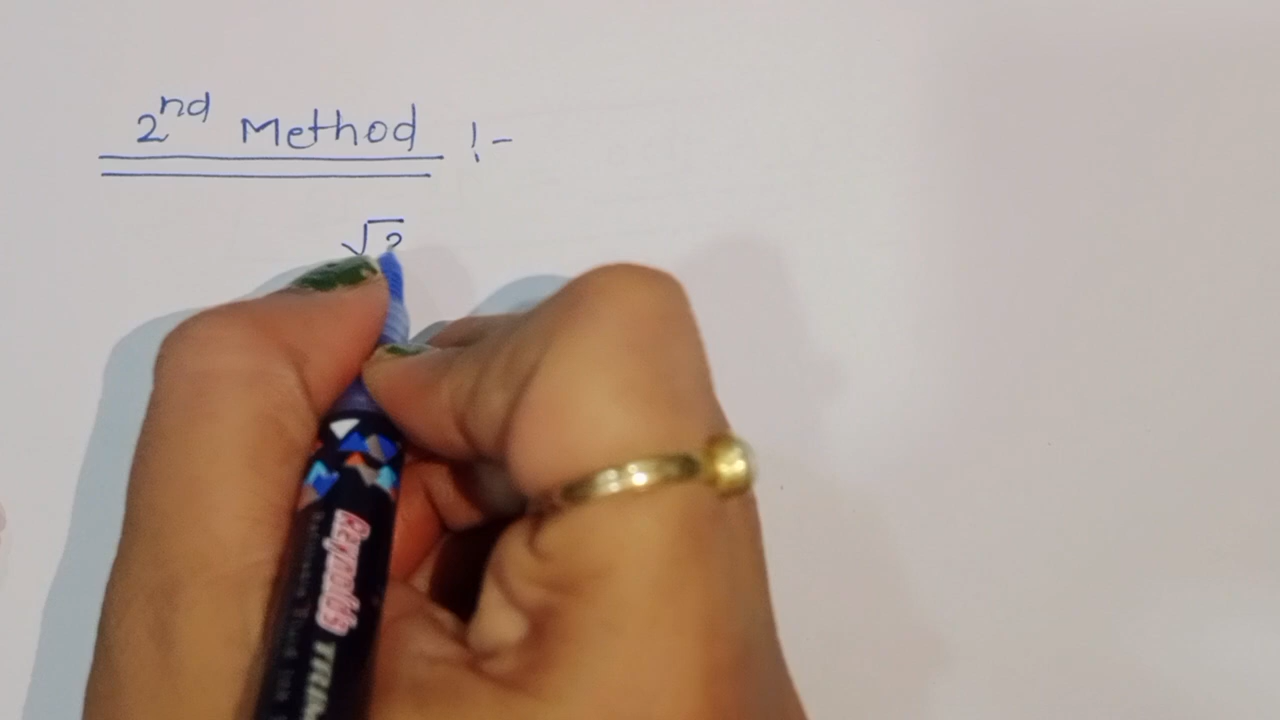 2nd Method :-
√2
Reynolds